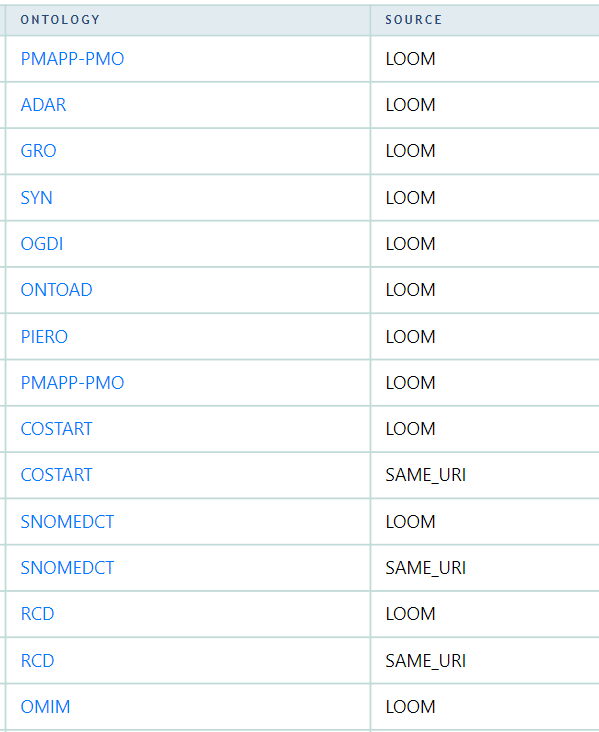 ONTOLOGY SOURCE
PMAPP-PMO LOOM
ADAR LOOM
GRO LOOM
SYN LOOM
OGDI LOOM
ONTOAD LOOM
PIERO LOOM
PMAPP-PMO LOOM
COSTART LOOM
COSTART SAME_URI
SNOMEDCT LOOM
SNOMEDCT SAME_URI
RCD LOOM
RCD SAME_URI
OMIM LOOM